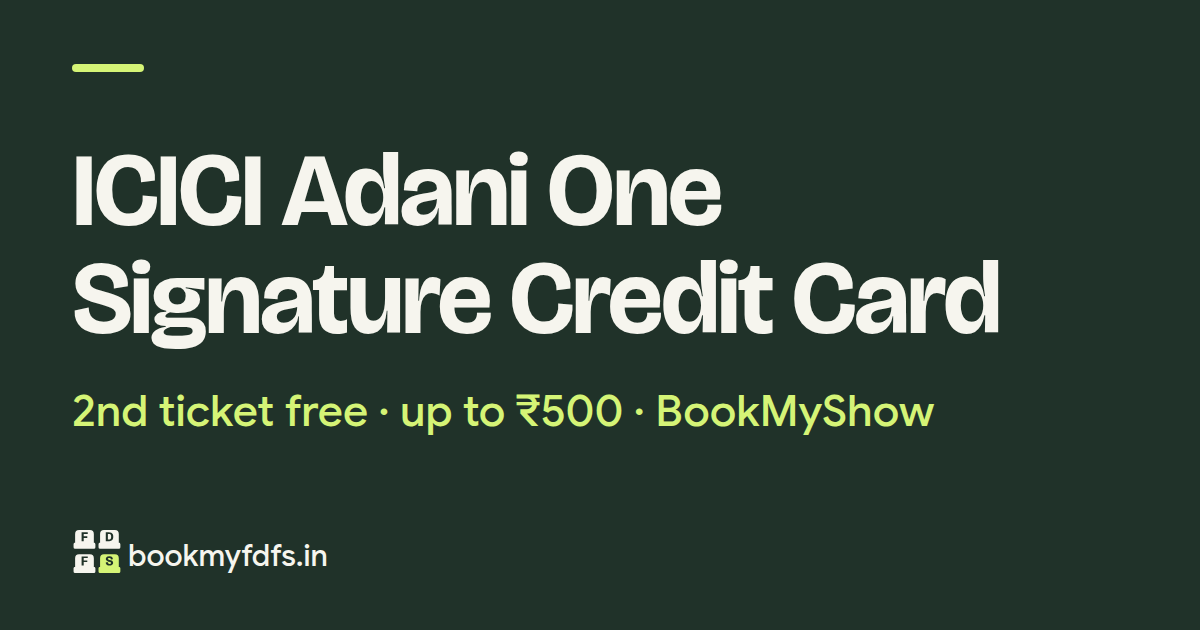 ICICI Adani One
Signature Credit Card
2nd ticket free · up to ₹500 · BookMyShow
F D
F S
bookmyfdfs.in